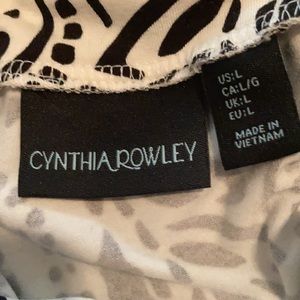 CYNTHIA ROWLEY
US:L
CA:L/G
UK:L
EU:L
MADE IN
VIETNAM